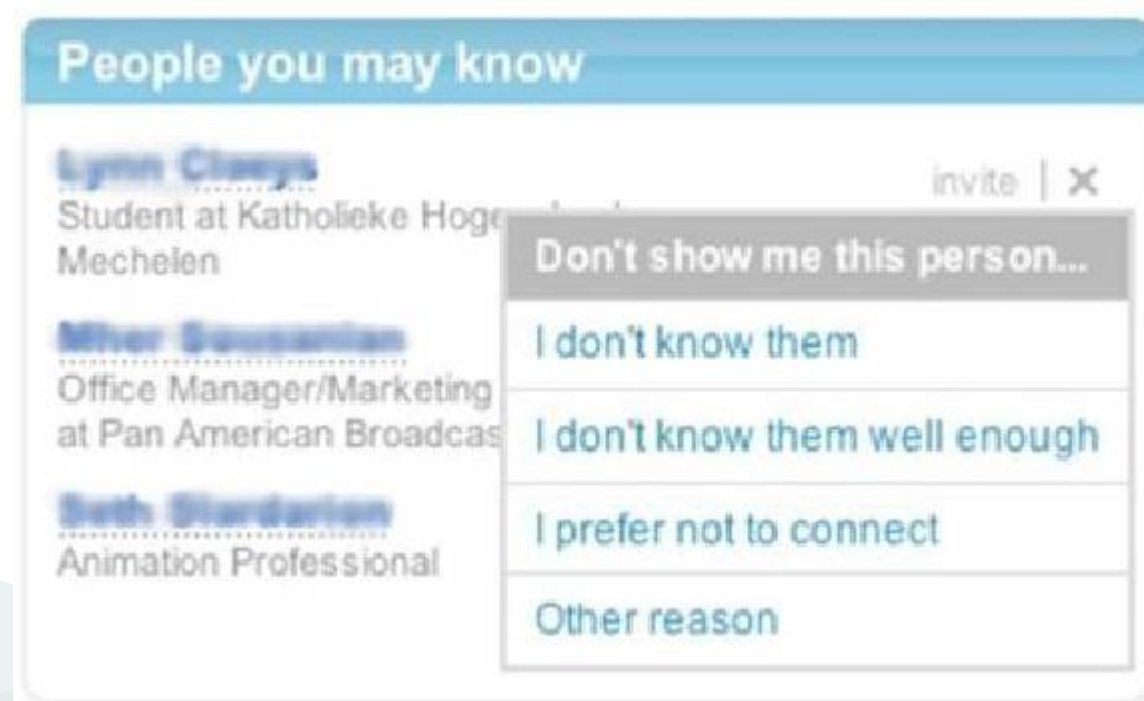 People you may know
invite | ×
Student at Katholieke Hoge
Mechelen
Don't show me this person...
I don't know them
Office Manager/Marketing
at Pan American Broadcas
I don't know them well enough
I prefer not to connect
Animation Professional
Other reason